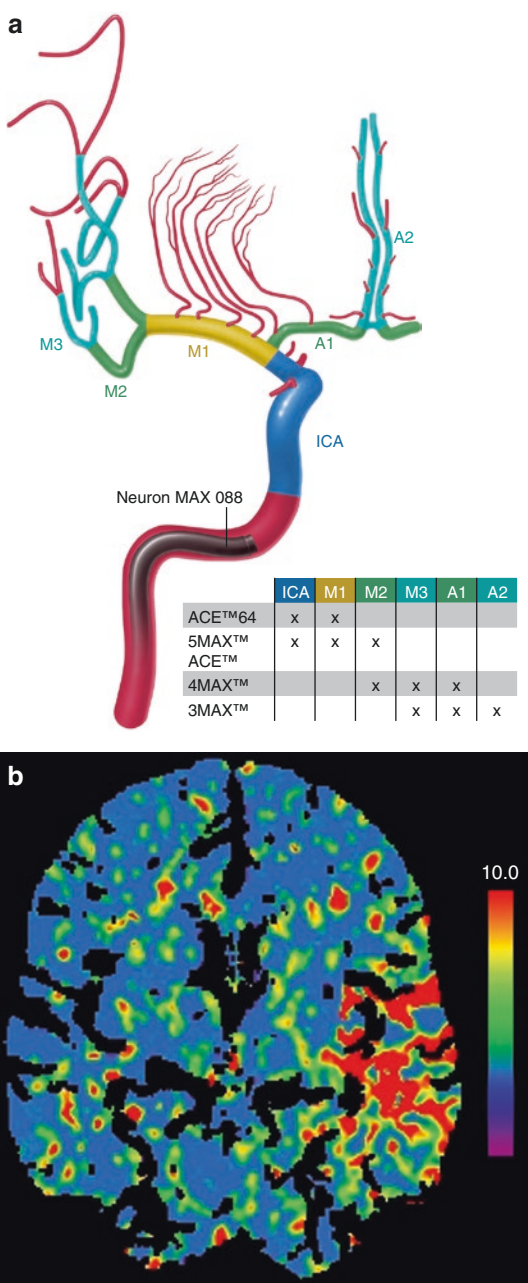 a
A2
M3
M1
A1
M2
ICA
Neuron MAX 088
ICA M1 M2 M3 A1 A2
ACE™64 x x
5MAX™ x x x
ACE™
4MAX™ x x x
3MAX™ x x x
b
10.0